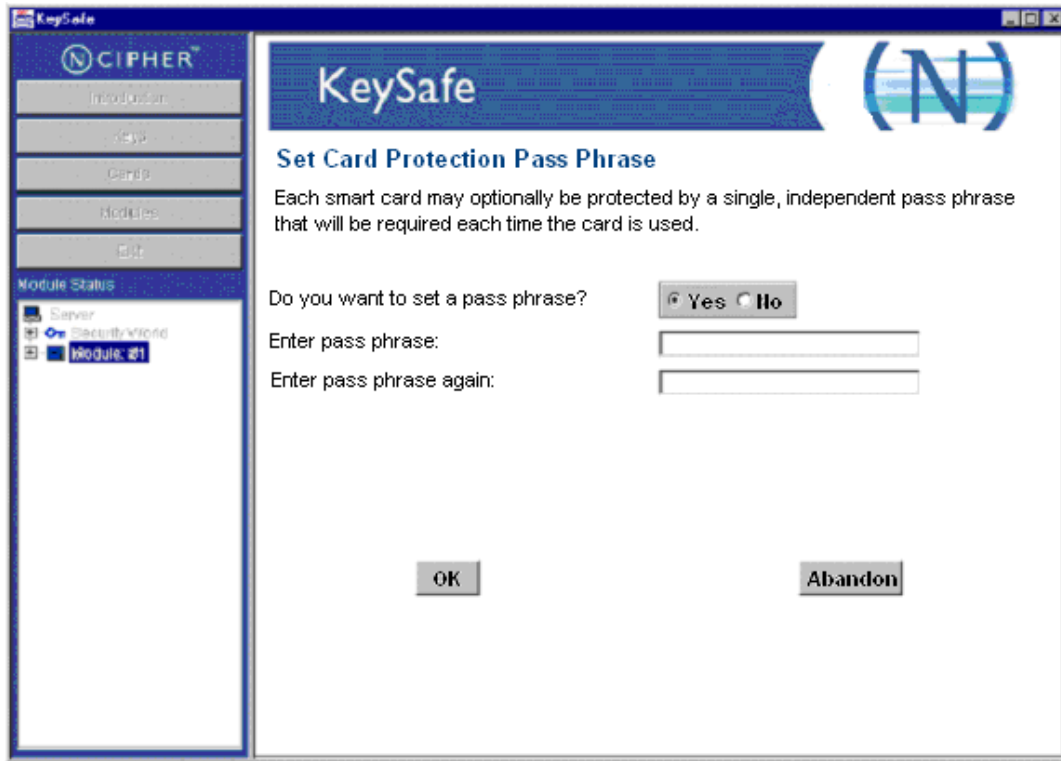 KeySafe
N CIPHER™
Introduction
Keys
Cards
Modules
Exit
Module Status
Server
Security World
Module: #1
KeySafe
(N)
Set Card Protection Pass Phrase
Each smart card may optionally be protected by a single, independent pass phrase
that will be required each time the card is used.
Do you want to set a pass phrase?
Yes No
Enter pass phrase:
Enter pass phrase again:
OK
Abandon